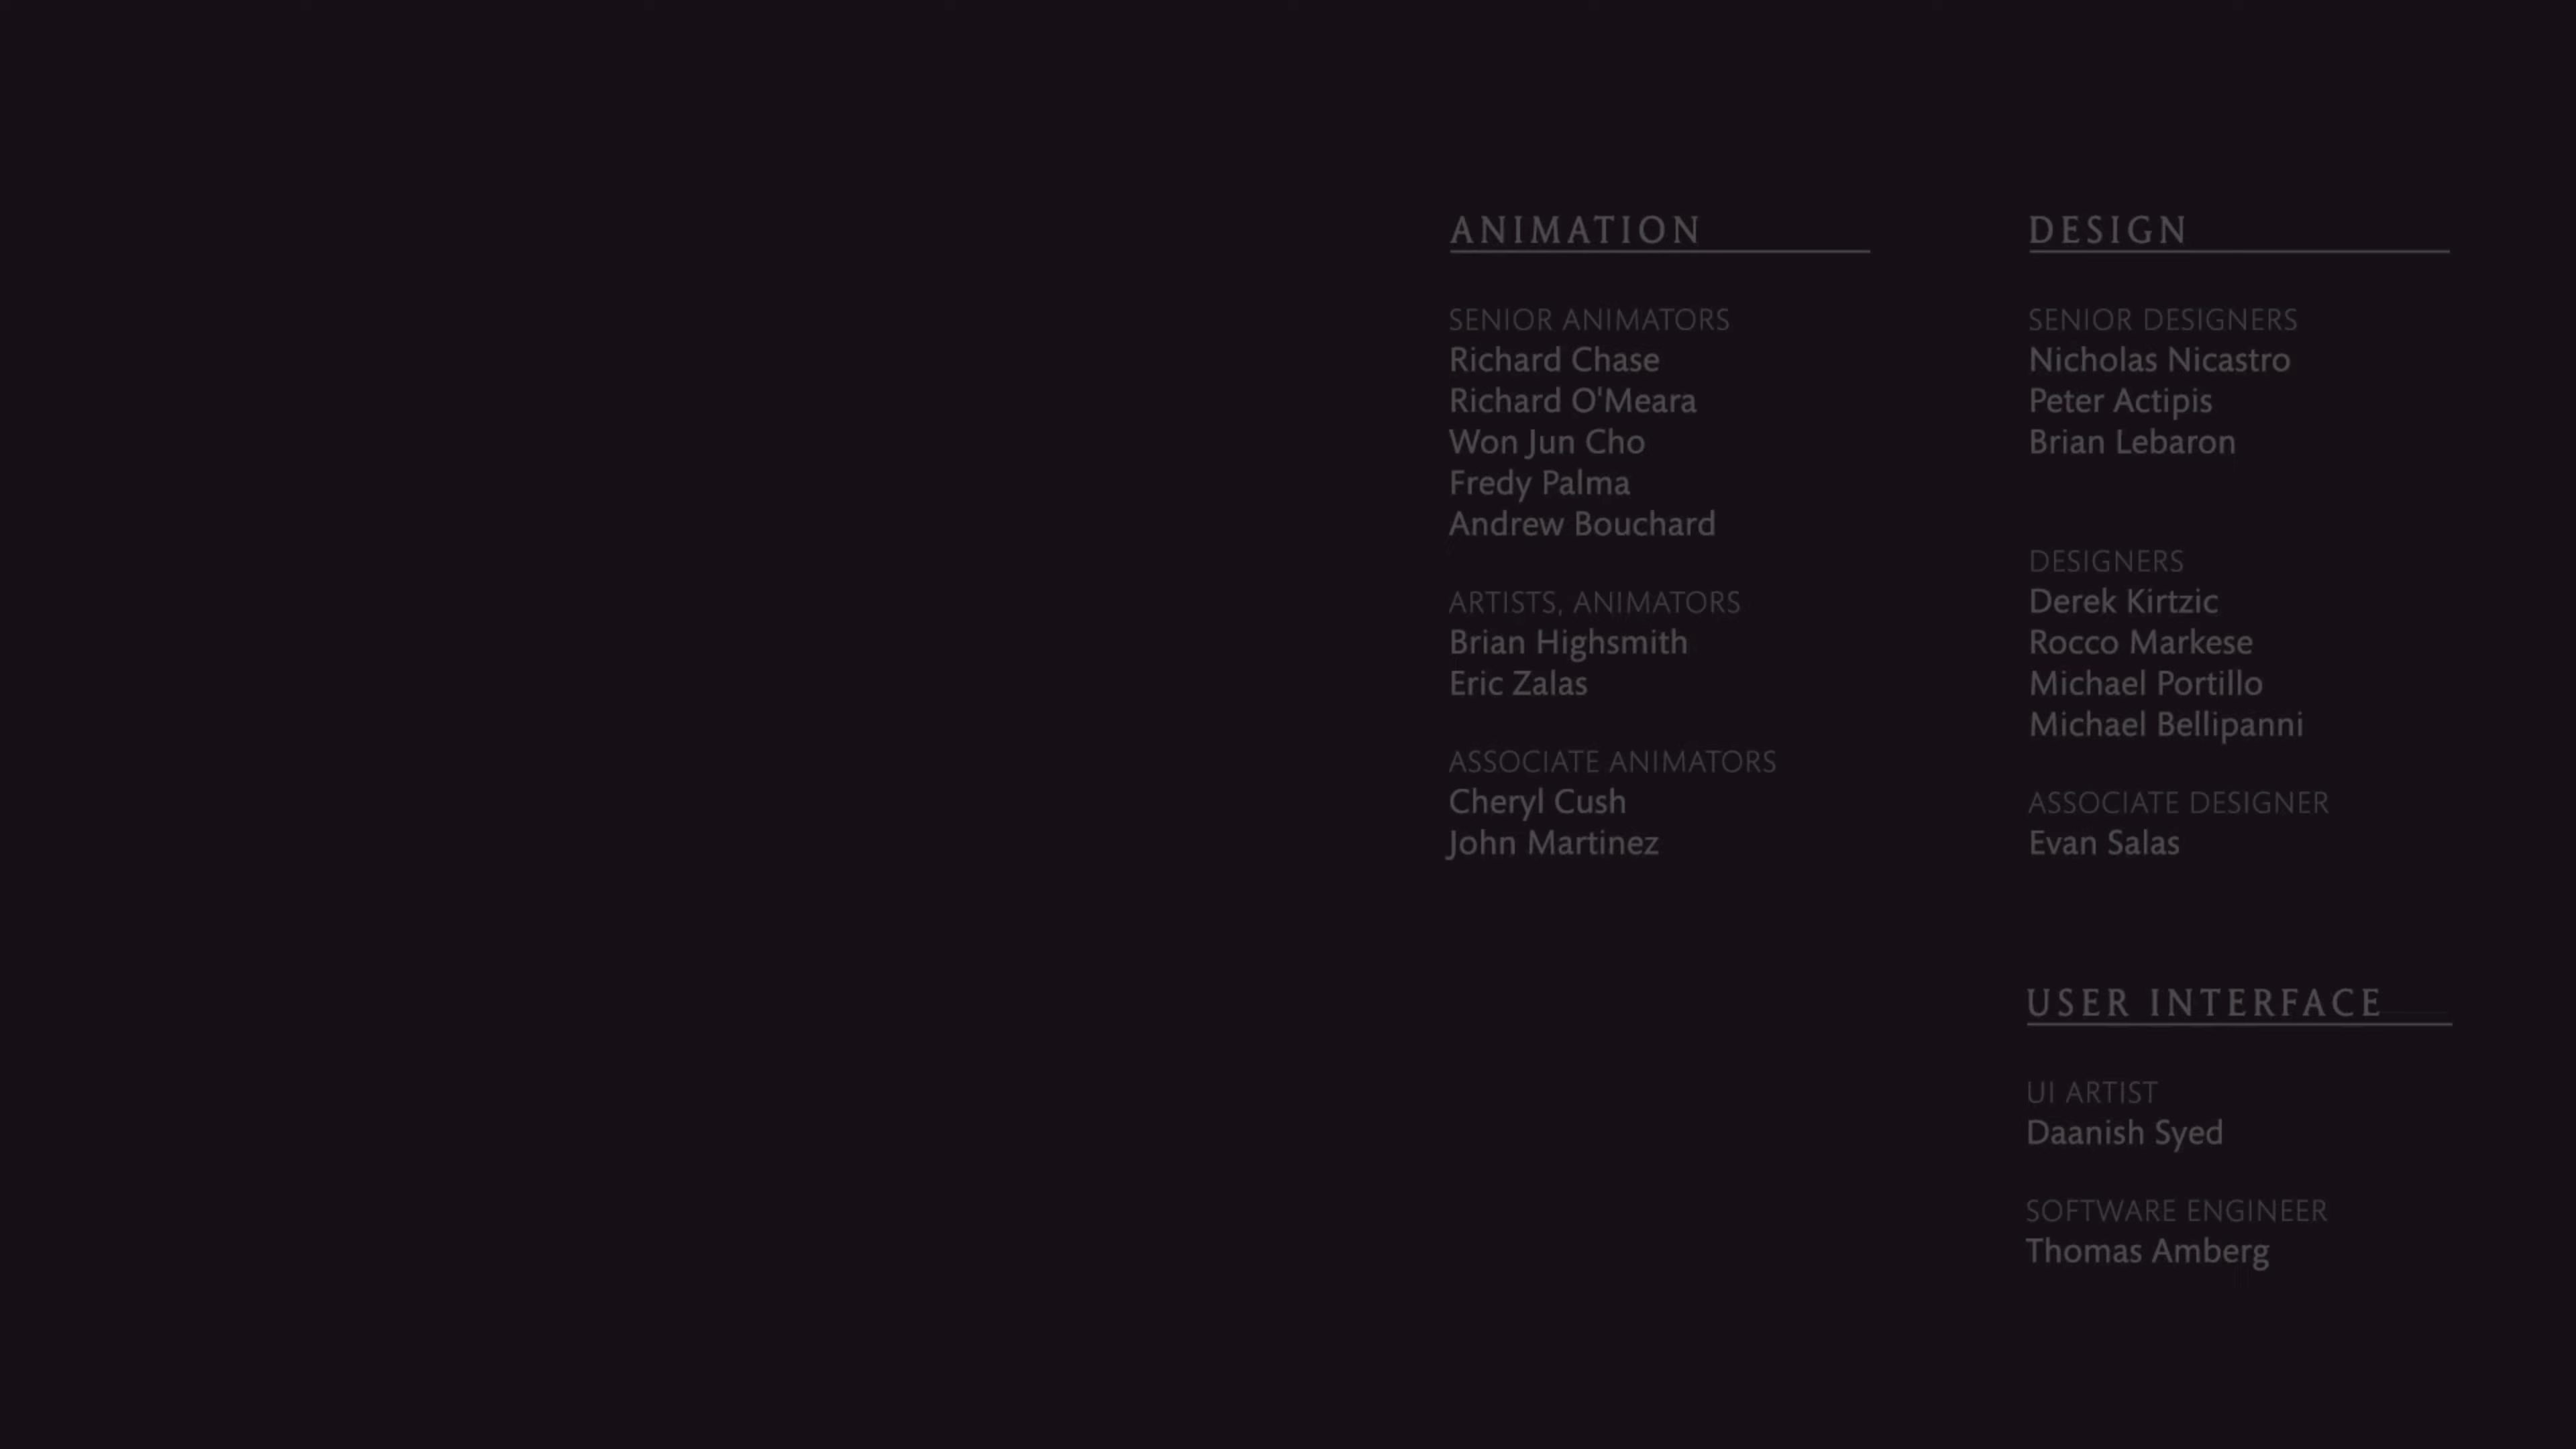 ANIMATION
SENIOR ANIMATORS
Richard Chase
Richard O'Meara
Won Jun Cho
Fredy Palma
Andrew Bouchard
ARTISTS, ANIMATORS
Brian Highsmith
Eric Zalas
ASSOCIATE ANIMATORS
Cheryl Cush
John Martinez
DESIGN
SENIOR DESIGNERS
Nicholas Nicastro
Peter Actipis
Brian Lebaron
DESIGNERS
Derek Kirtzic
Rocco Markese
Michael Portillo
Michael Bellipanni
ASSOCIATE DESIGNER
Evan Salas
USER INTERFACE
UI ARTIST
Daanish Syed
SOFTWARE ENGINEER
Thomas Amberg